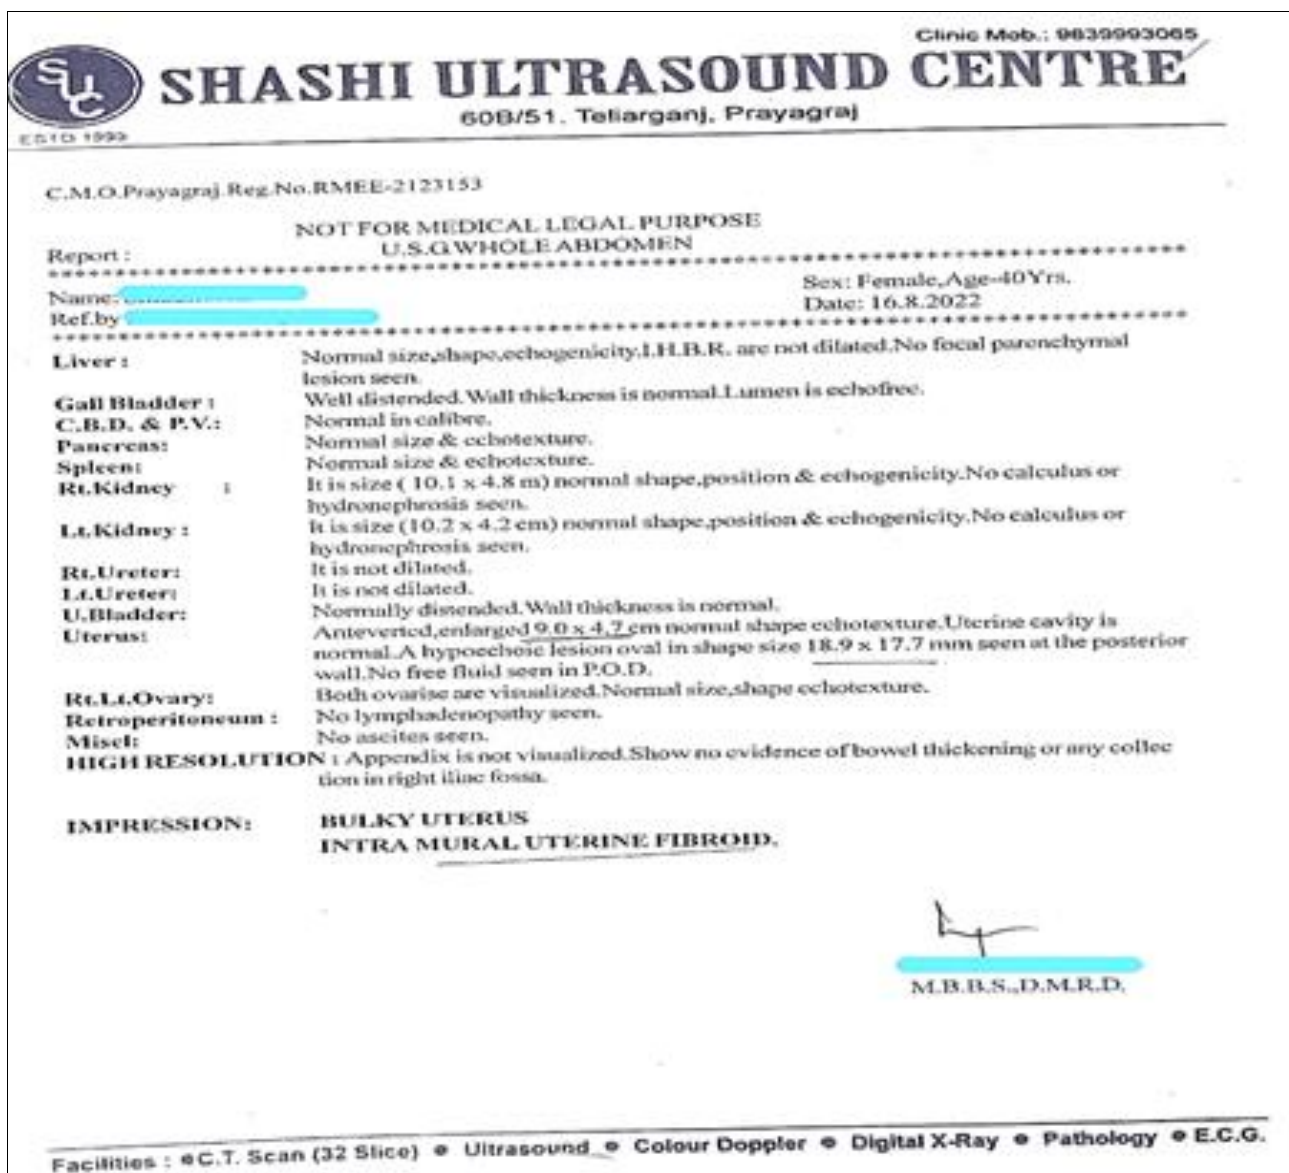 Clinic Mob.: 9839993065
SUC
SHASHI ULTRASOUND CENTRE
ESTD 1999
60B/51, Teliarganj, Prayagraj
C.M.O.Prayagraj.Reg.No.RMEE-2123153
NOT FOR MEDICAL LEGAL PURPOSE
Report : U.S.G.WHOLE ABDOMEN
Name: Sex: Female,Age-40Yrs.
Ref.by Date: 16.8.2022
Liver : Normal size,shape,echogenicity.I.H.B.R. are not dilated.No focal parenchymal
lesion seen.
Gall Bladder : Well distended.Wall thickness is normal.Lumen is echofree.
C.B.D. & P.V.: Normal in calibre.
Pancreas: Normal size & echotexture.
Spleen: Normal size & echotexture.
Rt.Kidney : It is size ( 10.1 x 4.8 m) normal shape,position & echogenicity.No calculus or
hydronephrosis seen.
Lt.Kidney : It is size (10.2 x 4.2 cm) normal shape,position & echogenicity.No calculus or
hydronephrosis seen.
Rt.Ureter: It is not dilated.
Lt.Ureter: It is not dilated.
U.Bladder: Normally distended.Wall thickness is normal.
Uterus: Anteverted,enlarged 9.0 x 4.7 cm normal shape echotexture.Uterine cavity is
normal.A hypoechoic lesion oval in shape size 18.9 x 17.7 mm seen at the posterior
wall.No free fluid seen in P.O.D.
Rt.Lt.Ovary: Both ovarise are visualized.Normal size,shape echotexture.
Retroperitoneum : No lymphadenopathy seen.
Miscl: No ascites seen.
HIGH RESOLUTION : Appendix is not visualized.Show no evidence of bowel thickening or any collec
tion in right iliac fossa.
IMPRESSION: BULKY UTERUS
INTRA MURAL UTERINE FIBROID.
M.B.B.S.,D.M.R.D.
Facilities : C.T. Scan (32 Slice) Ultrasound Colour Doppler Digital X-Ray Pathology E.C.G.